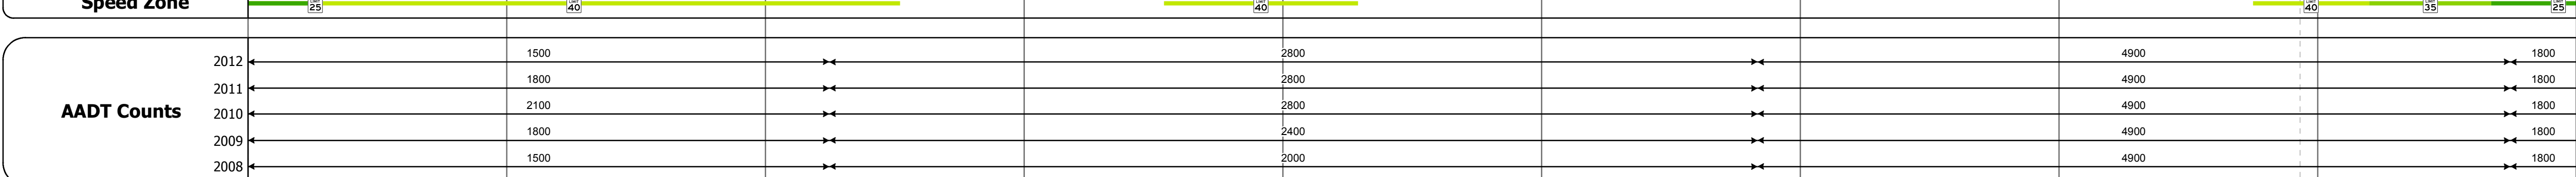 Speed Zone 25 40 40 40 35 25
2012 1500 2800 4900 1800
2011 1800 2800 4900 1800
AADT Counts
2010 2100 2800 4900 1800
2009 1800 2400 4900 1800
2008 1500 2000 4900 1800